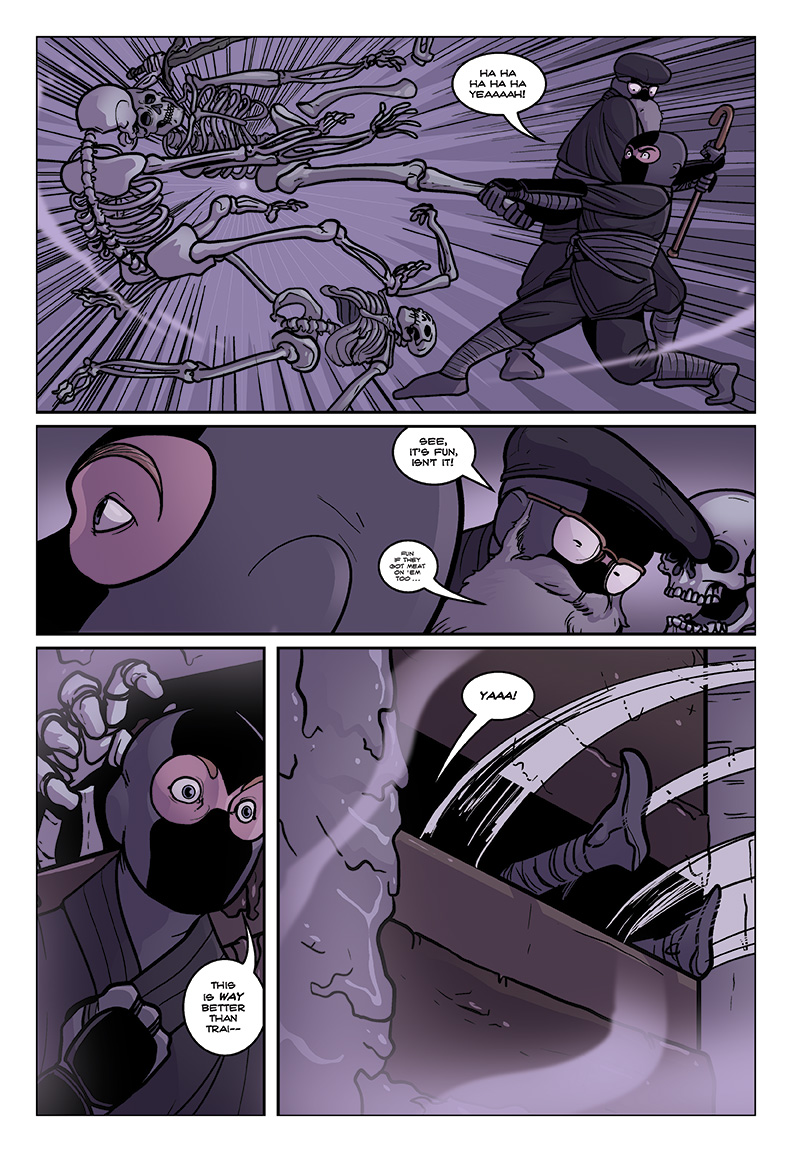 HA HA
HA HA HA
YEAAAAH!
SEE,
IT'S FUN,
ISN'T IT!
FUN
IF THEY
GOT MEAT
ON 'EM
TOO...
THIS
IS WAY
BETTER
THAN
TRAI--
YAAA!